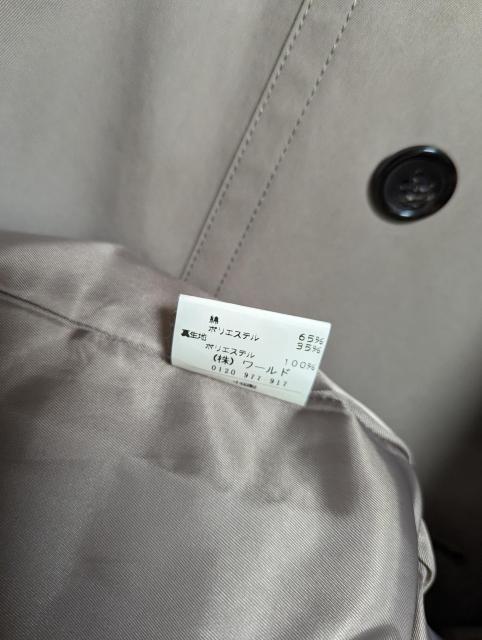 綿 65%
ポリエステル 35%
裏生地
ポリエステル 100%
(株) ワールド
0120 977 917